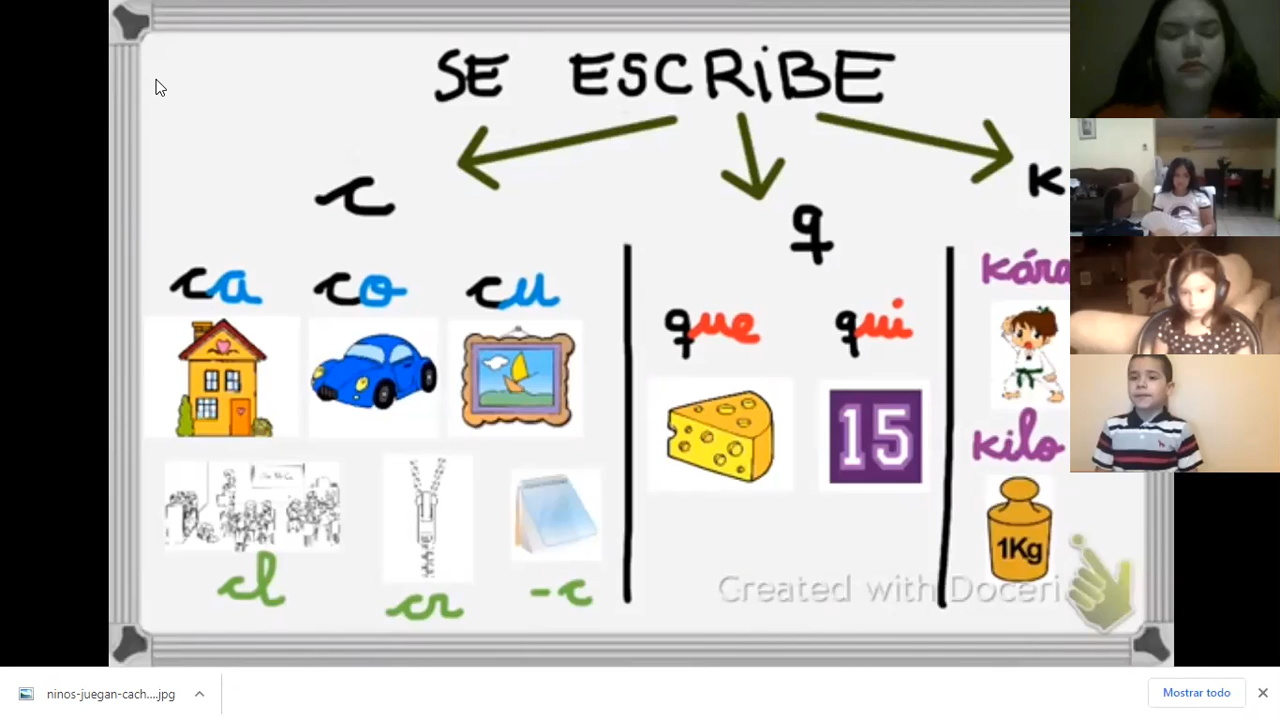 SE ESCRIBE
c
q
k
ca
co
cu
que
qui
kára
15
kilo
1Kg
cl
cr
-c
Created with Doceri
ninos-juegan-cach....jpg
Mostrar todo